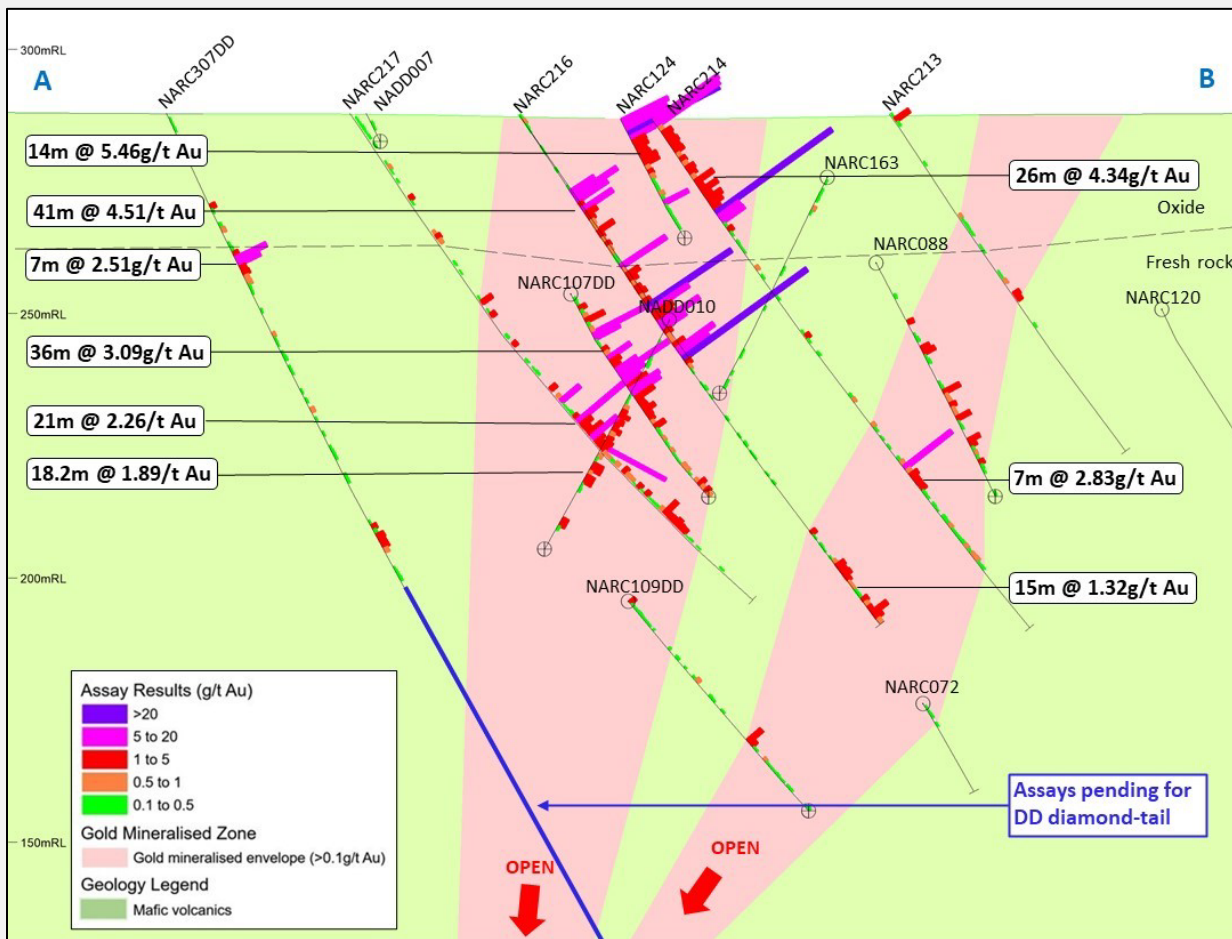 300mRL
A
B
NARC307DD
NARC217
NADD007
NARC216
NARC124
NARC214
NARC213
14m @ 5.46g/t Au
NARC163
26m @ 4.34g/t Au
41m @ 4.51/t Au
Oxide
7m @ 2.51g/t Au
NARC088
Fresh rock
NARC107DD
NARC120
NADD010
250mRL
36m @ 3.09g/t Au
21m @ 2.26/t Au
18.2m @ 1.89/t Au
7m @ 2.83g/t Au
200mRL
NARC109DD
15m @ 1.32g/t Au
NARC072
Assay Results (g/t Au)
>20
5 to 20
1 to 5
0.5 to 1
0.1 to 0.5
Gold Mineralised Zone
Gold mineralised envelope (>0.1g/t Au)
Geology Legend
Mafic volcanics
Assays pending for
DD diamond-tail
150mRL
OPEN
OPEN